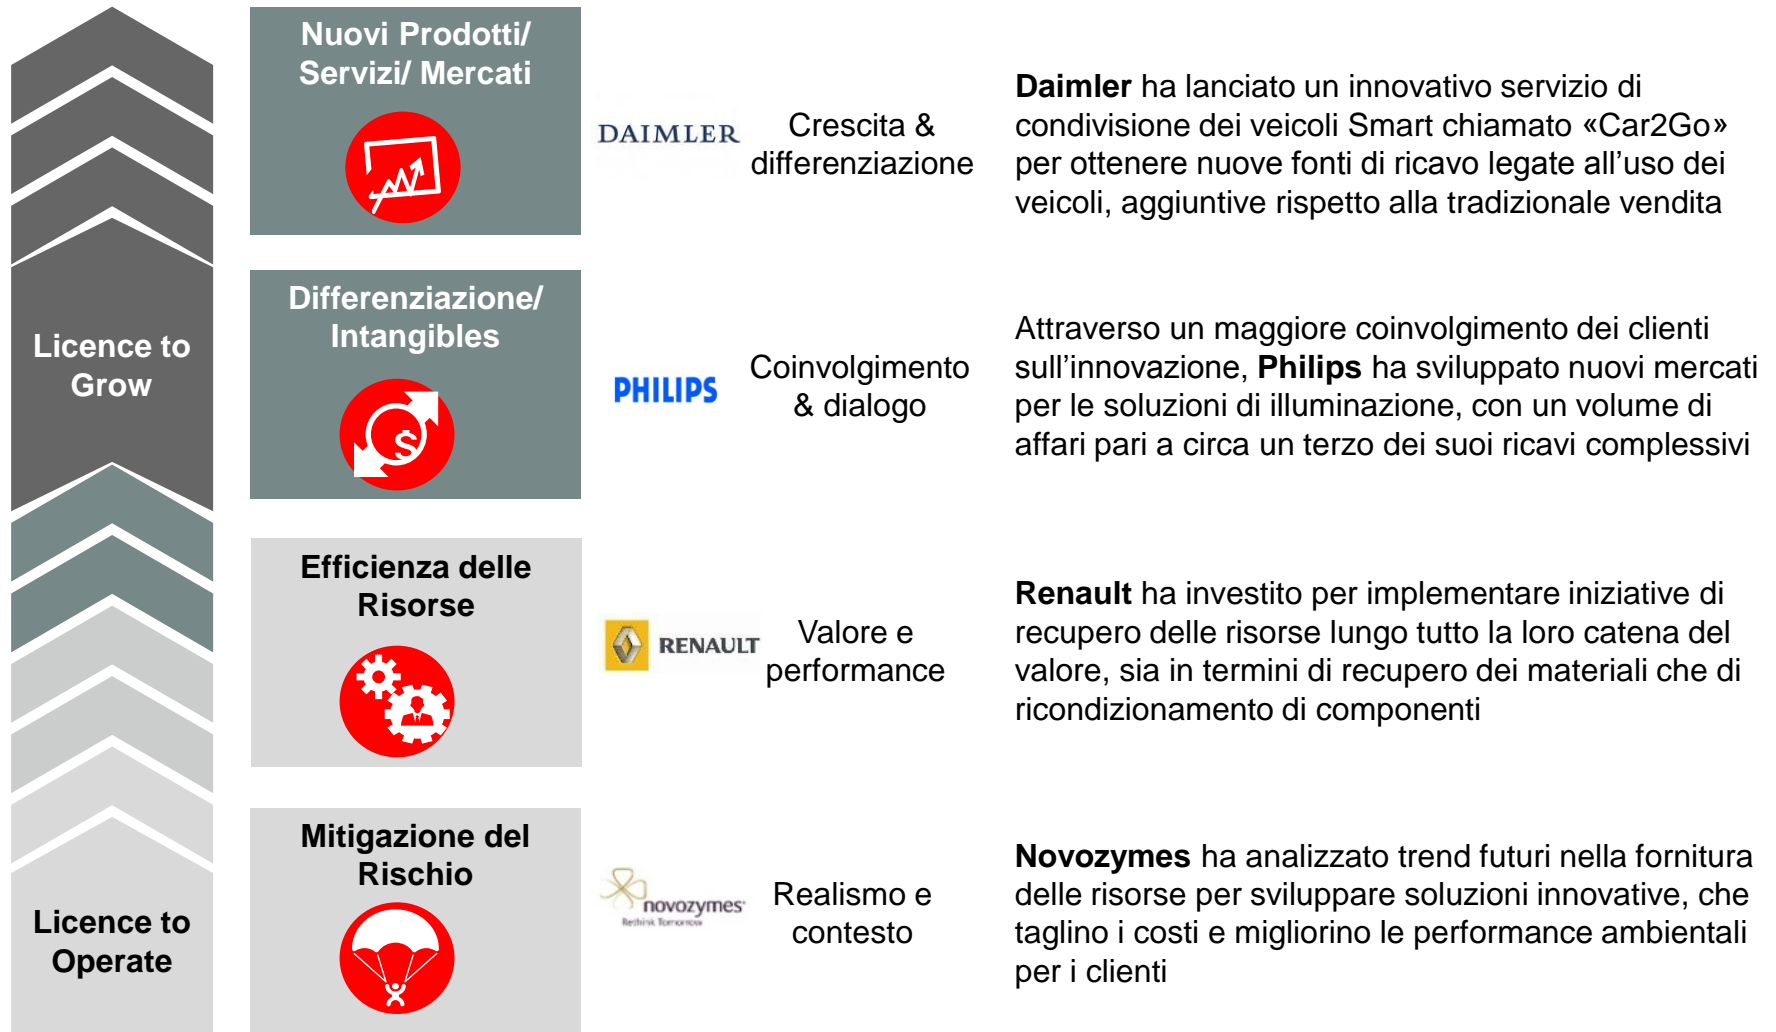 Nuovi Prodotti/
Servizi/ Mercati
DAIMLER
Crescita &
differenziazione
Daimler ha lanciato un innovativo servizio di
condivisione dei veicoli Smart chiamato «Car2Go»
per ottenere nuove fonti di ricavo legate all’uso dei
veicoli, aggiuntive rispetto alla tradizionale vendita
Licence to
Grow
Differenziazione/
Intangibles
$
PHILIPS
Coinvolgimento
& dialogo
Attraverso un maggiore coinvolgimento dei clienti
sull’innovazione, Philips ha sviluppato nuovi mercati
per le soluzioni di illuminazione, con un volume di
affari pari a circa un terzo dei suoi ricavi complessivi
Efficienza delle
Risorse
RENAULT
Valore e
performance
Renault ha investito per implementare iniziative di
recupero delle risorse lungo tutto la loro catena del
valore, sia in termini di recupero dei materiali che di
ricondizionamento di componenti
Licence to
Operate
Mitigazione del
Rischio
novozymes
Rethink Tomorrow
Realismo e
contesto
Novozymes ha analizzato trend futuri nella fornitura
delle risorse per sviluppare soluzioni innovative, che
taglino i costi e migliorino le performance ambientali
per i clienti